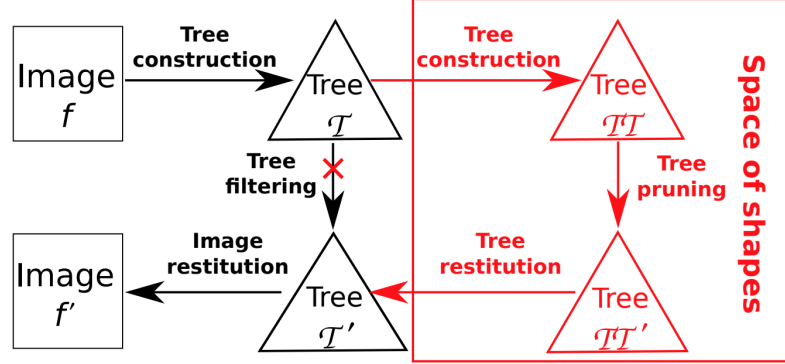 Image
f
Tree
construction
Tree
𝒯
Tree
construction
Tree
𝒯𝒯
Space of shapes
Tree
filtering
Tree
pruning
Image
f′
Image
restitution
Tree
𝒯′
Tree
restitution
Tree
𝒯𝒯′